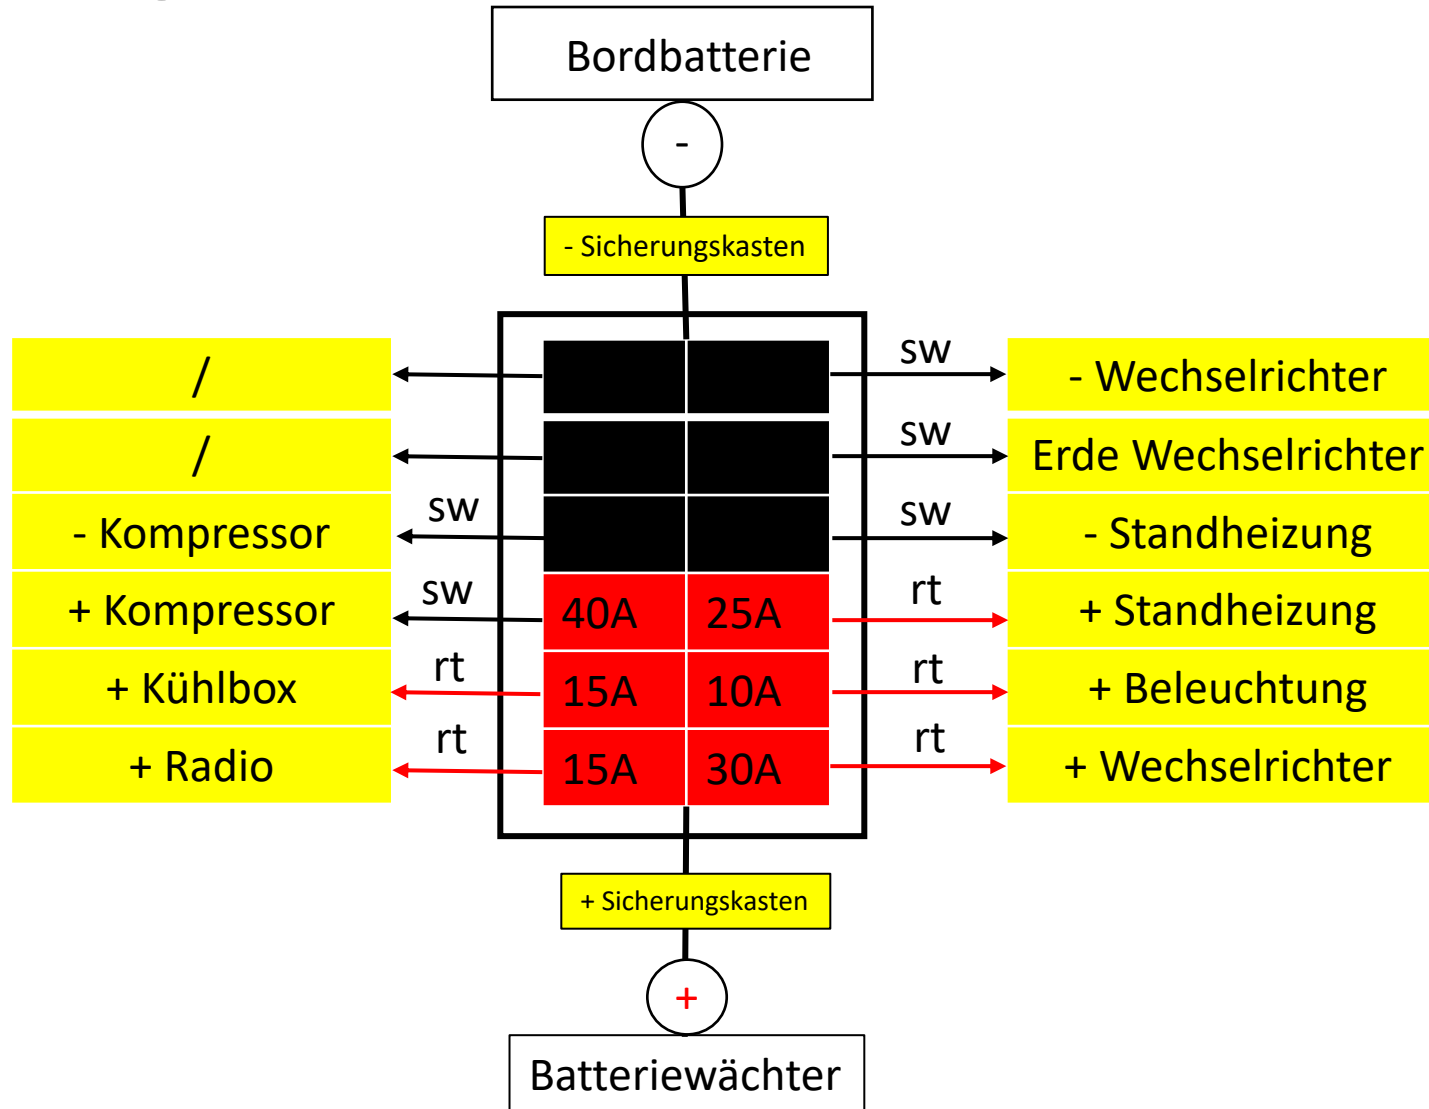 Bordbatterie
-
- Sicherungskasten
/
sw
- Wechselrichter
/
sw
Erde Wechselrichter
- Kompressor
sw
sw
- Standheizung
+ Kompressor
sw
40A
25A
rt
+ Standheizung
+ Kühlbox
rt
15A
10A
rt
+ Beleuchtung
+ Radio
rt
15A
30A
rt
+ Wechselrichter
+ Sicherungskasten
+
Batteriewächter